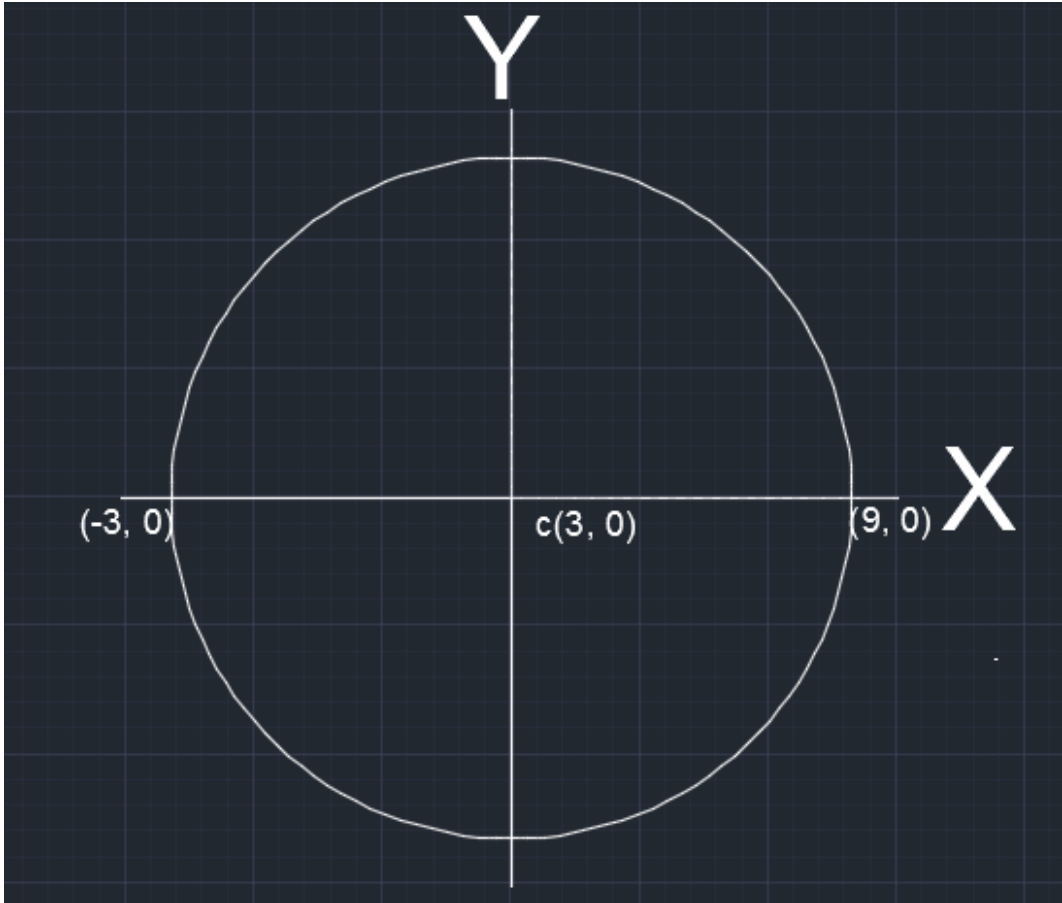 Y
X
(-3, 0)
c(3, 0)
(9, 0)